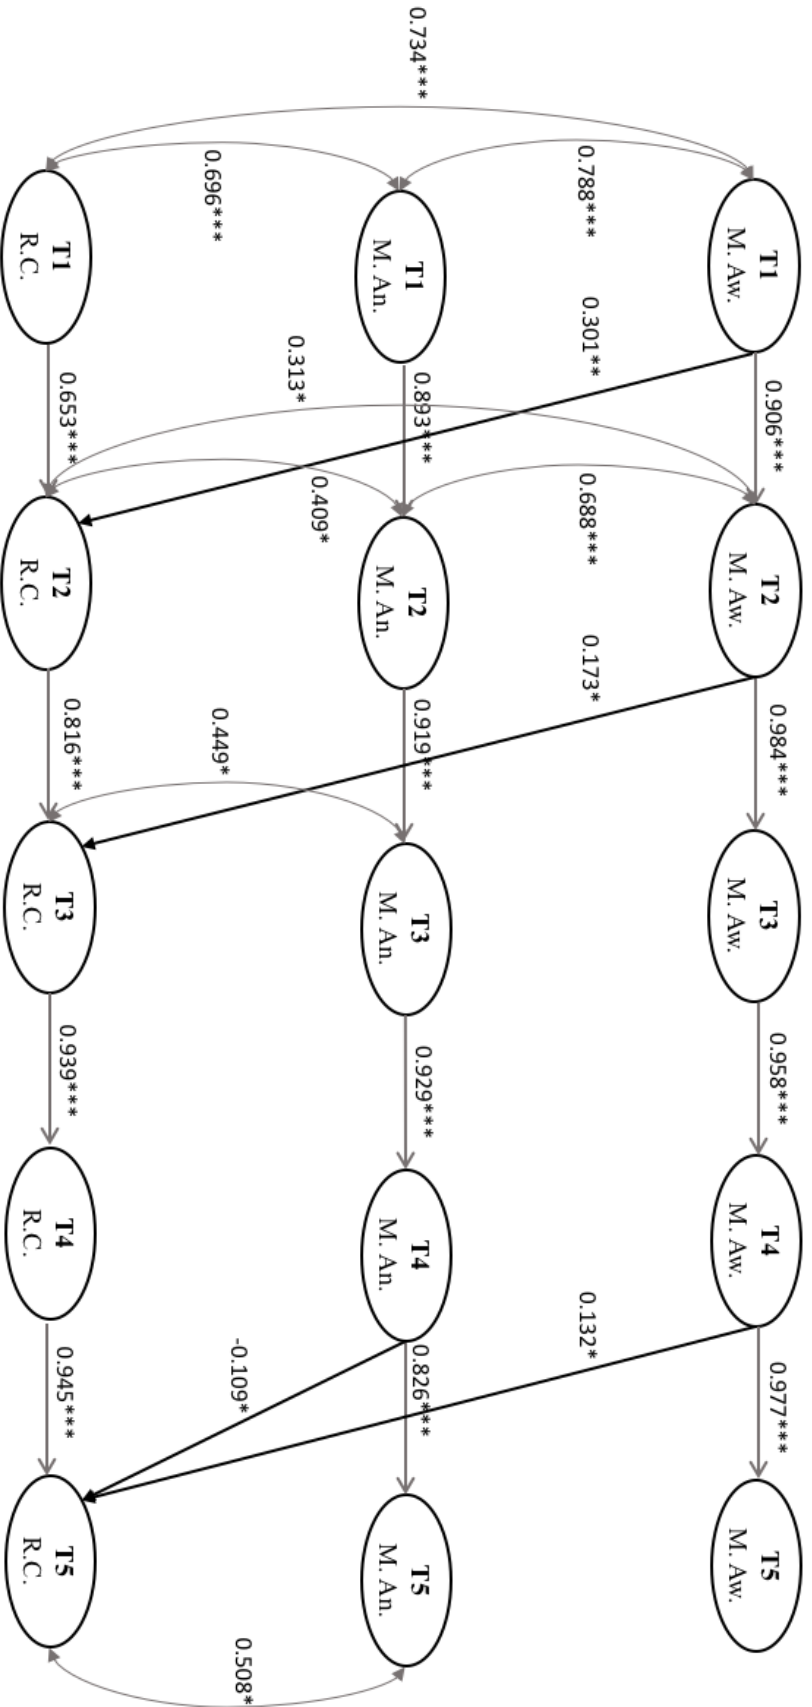 0.906***
0.984***
0.958***
0.977***
T1
M. Aw.
T2
M. Aw.
T3
M. Aw.
T4
M. Aw.
T5
M. Aw.
0.788***
0.301**
0.688***
0.173*
0.132*
0.734***
0.893***
0.919***
0.929***
0.826***
T1
M. An.
T2
M. An.
T3
M. An.
T4
M. An.
T5
M. An.
0.696***
0.313*
0.409*
0.449*
-0.109*
0.508*
0.653***
0.816***
0.939***
0.945***
T1
R.C.
T2
R.C.
T3
R.C.
T4
R.C.
T5
R.C.